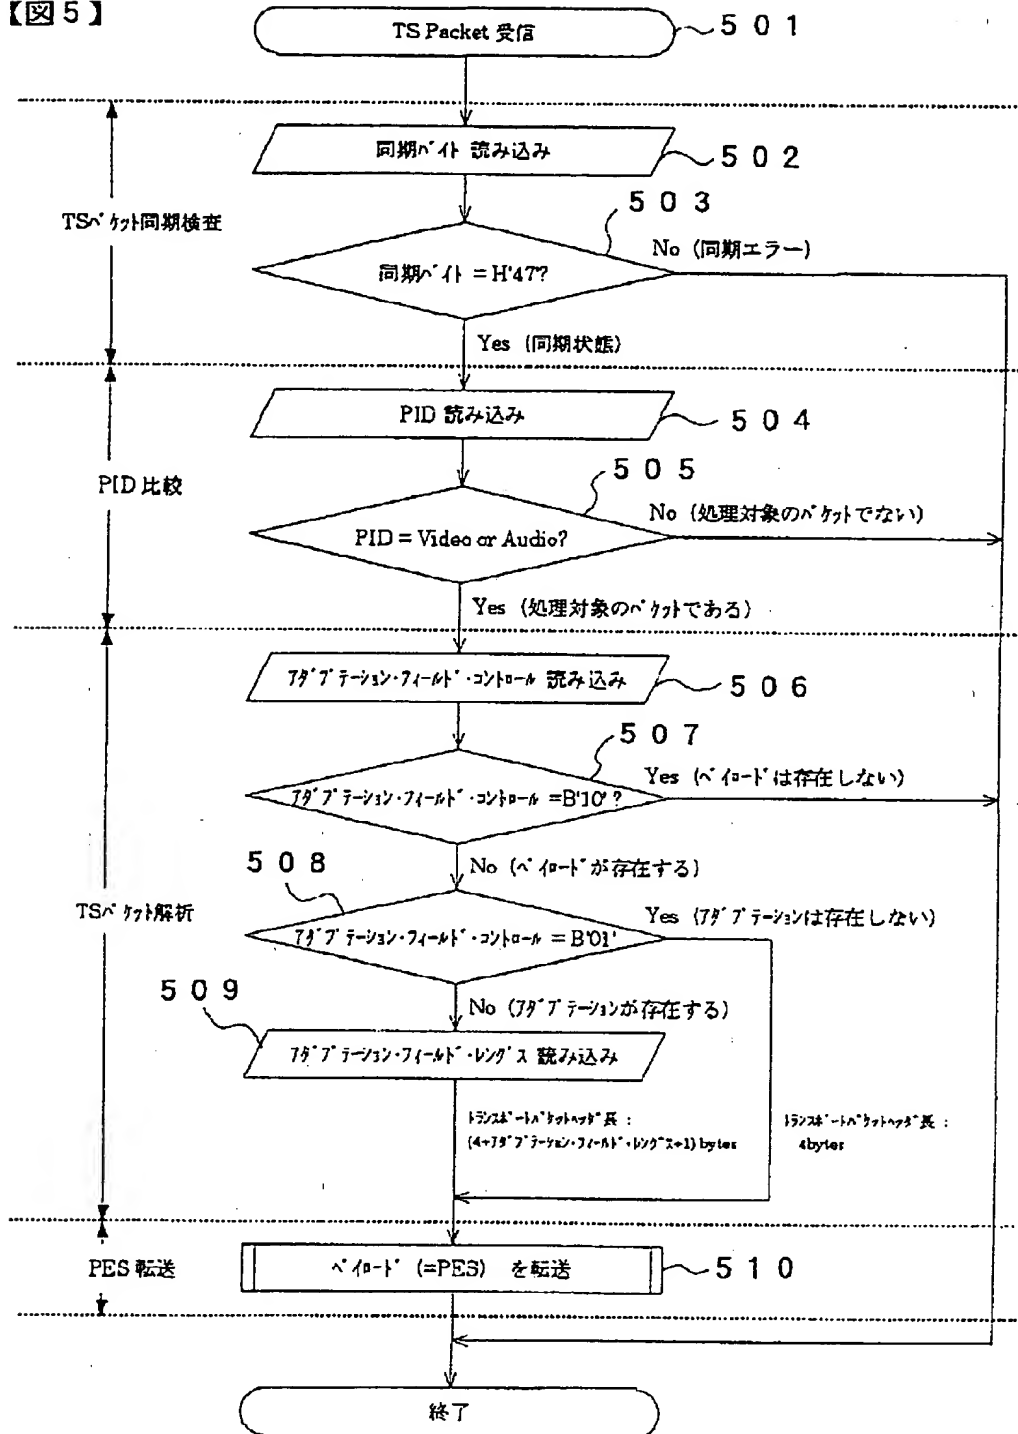 【図５】
TS Packet 受信
５０１
同期ﾊﾞｲﾄ 読み込み
５０２
５０３
TSﾊﾟｹｯﾄ同期検査
No (同期エラー)
同期ﾊﾞｲﾄ = H'47?
Yes (同期状態)
PID 読み込み
５０４
５０５
PID 比較
No (処理対象のﾊﾟｹｯﾄでない)
PID = Video or Audio?
Yes (処理対象のﾊﾟｹｯﾄである)
ｱﾀﾞﾌﾟﾃｰｼｮﾝ・ﾌｨｰﾙﾄﾞ・ｺﾝﾄﾛｰﾙ 読み込み
５０６
５０７
Yes (ﾍﾟｲﾛｰﾄﾞは存在しない)
ｱﾀﾞﾌﾟﾃｰｼｮﾝ・ﾌｨｰﾙﾄﾞ・ｺﾝﾄﾛｰﾙ =B'10'?
５０８
No (ﾍﾟｲﾛｰﾄﾞが存在する)
TSﾊﾟｹｯﾄ解析
Yes (ｱﾀﾞﾌﾟﾃｰｼｮﾝは存在しない)
ｱﾀﾞﾌﾟﾃｰｼｮﾝ・ﾌｨｰﾙﾄﾞ・ｺﾝﾄﾛｰﾙ = B'01'
５０９
No (ｱﾀﾞﾌﾟﾃｰｼｮﾝが存在する)
ｱﾀﾞﾌﾟﾃｰｼｮﾝ・ﾌｨｰﾙﾄﾞ・ﾚﾝｸﾞｽ 読み込み
ﾄﾗﾝｽﾎﾟｰﾄﾊﾟｹｯﾄﾍｯﾀﾞ長：
(4+ｱﾀﾞﾌﾟﾃｰｼｮﾝ・ﾌｨｰﾙﾄﾞ・ﾚﾝｸﾞｽ+1) bytes
ﾄﾗﾝｽﾎﾟｰﾄﾊﾟｹｯﾄﾍｯﾀﾞ長：
4bytes
PES 転送
ﾍﾟｲﾛｰﾄﾞ (=PES) を転送
５１０
終了